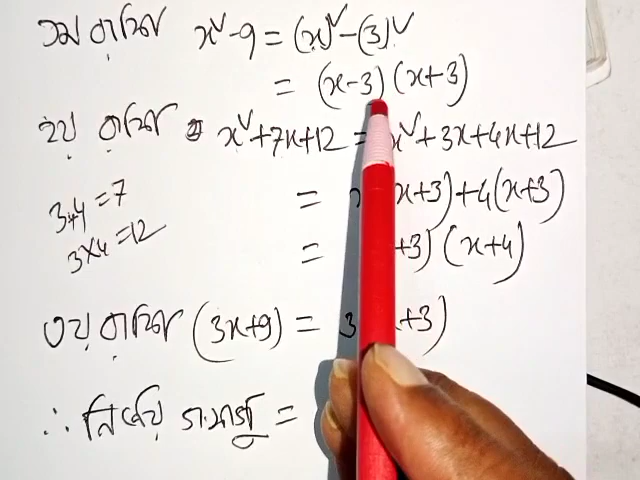 ১ম রাশি x² - 9 = (x)² - (3)²
= (x-3)(x+3)
২য় রাশি = x²+7x+12 = x²+3x+4x+12
3+4=7
= x(x+3)+4(x+3)
3×4=12
= (x+3)(x+4)
৩য় রাশি (3x+9) = 3(x+3)
∴ নির্ণেয় গ.সা.গু =